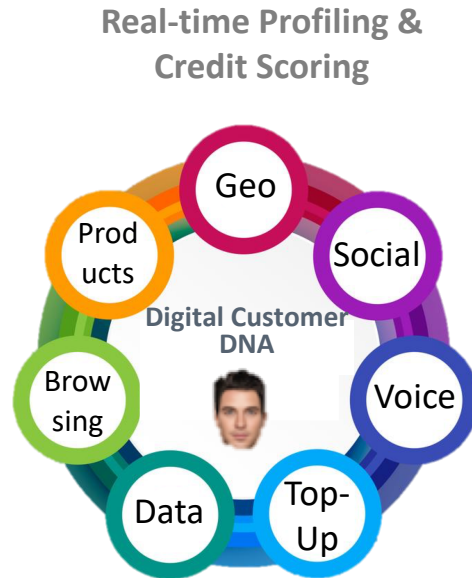 Real-time Profiling &
Credit Scoring
Geo
Social
Voice
Top-
Up
Data
Brow
sing
Prod
ucts
Digital Customer
DNA